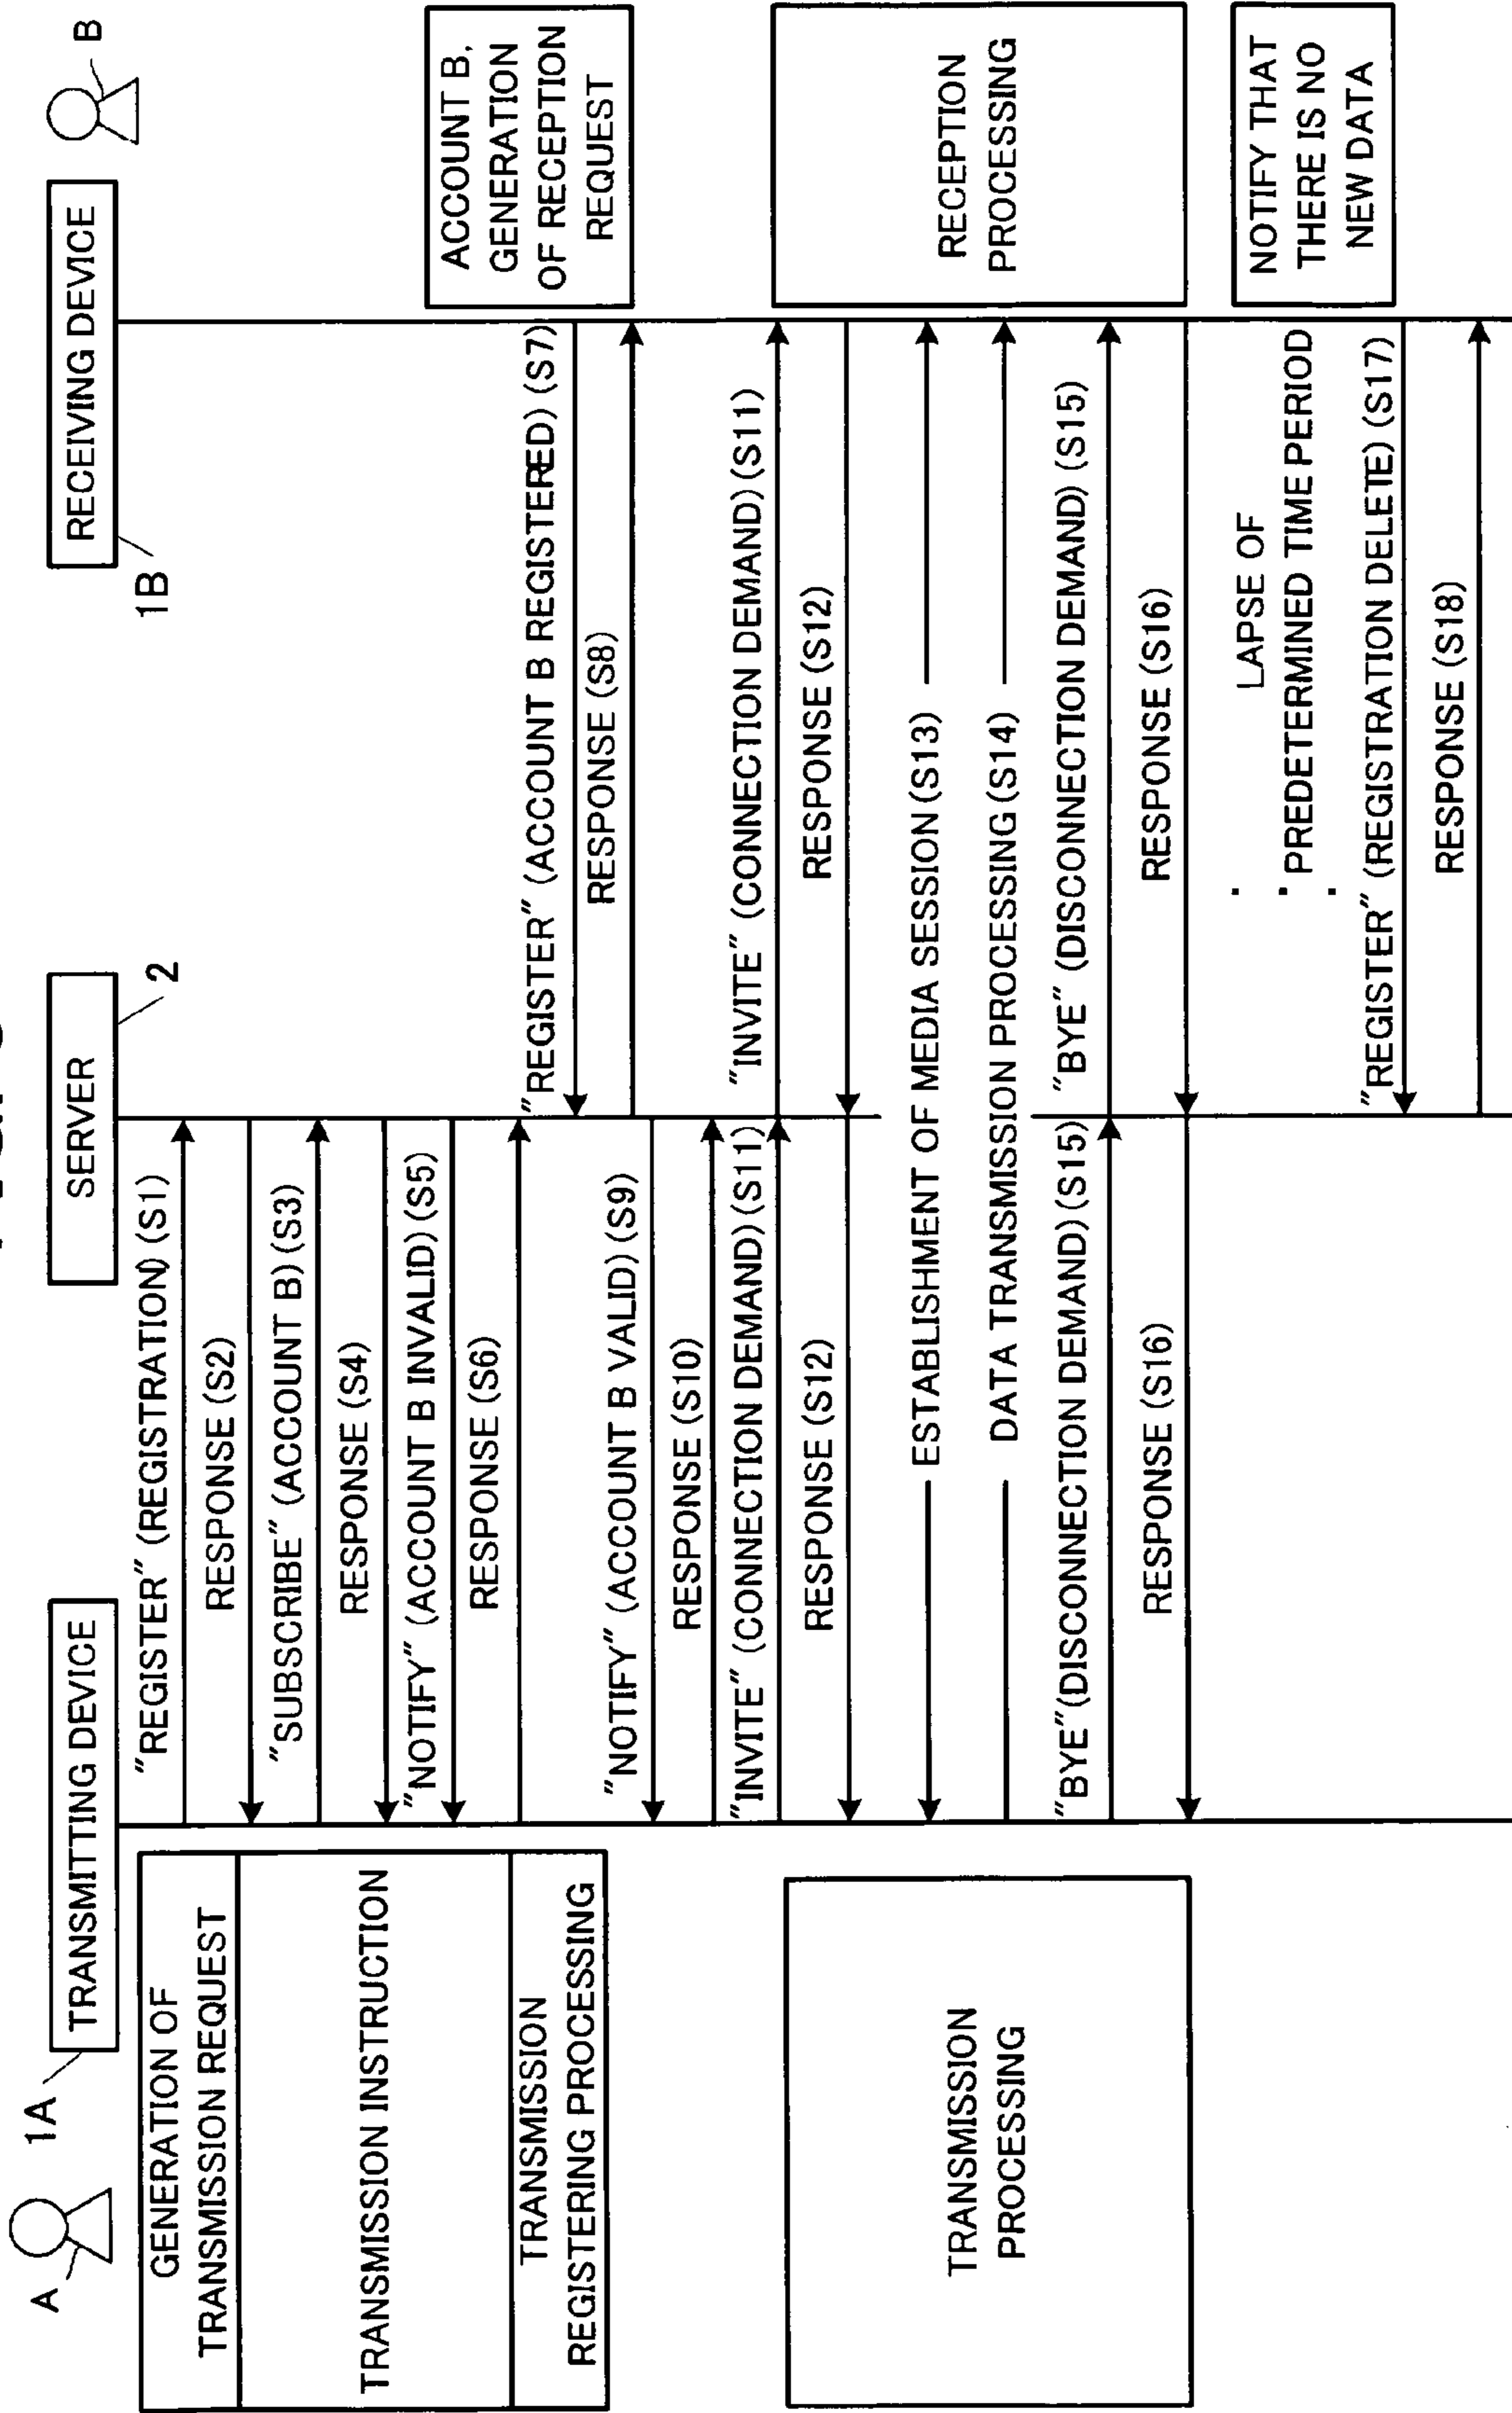 A
1A
TRANSMITTING DEVICE
SERVER
2
RECEIVING DEVICE
1B
B
GENERATION OF
TRANSMISSION REQUEST
"REGISTER" (REGISTRATION) (S1)
RESPONSE (S2)
TRANSMISSION INSTRUCTION
"SUBSCRIBE" (ACCOUNT B) (S3)
RESPONSE (S4)
"NOTIFY" (ACCOUNT B INVALID) (S5)
RESPONSE (S6)
TRANSMISSION
REGISTERING PROCESSING
ACCOUNT B,
GENERATION
OF RECEPTION
REQUEST
"REGISTER" (ACCOUNT B REGISTERED) (S7)
RESPONSE (S8)
"NOTIFY" (ACCOUNT B VALID) (S9)
RESPONSE (S10)
"INVITE" (CONNECTION DEMAND) (S11)
"INVITE" (CONNECTION DEMAND) (S11)
RESPONSE (S12)
RESPONSE (S12)
TRANSMISSION
PROCESSING
RECEPTION
PROCESSING
ESTABLISHMENT OF MEDIA SESSION (S13)
DATA TRANSMISSION PROCESSING (S14)
"BYE" (DISCONNECTION DEMAND) (S15)
"BYE" (DISCONNECTION DEMAND) (S15)
RESPONSE (S16)
RESPONSE (S16)
LAPSE OF
PREDETERMINED TIME PERIOD
NOTIFY THAT
THERE IS NO
NEW DATA
"REGISTER" (REGISTRATION DELETE) (S17)
RESPONSE (S18)